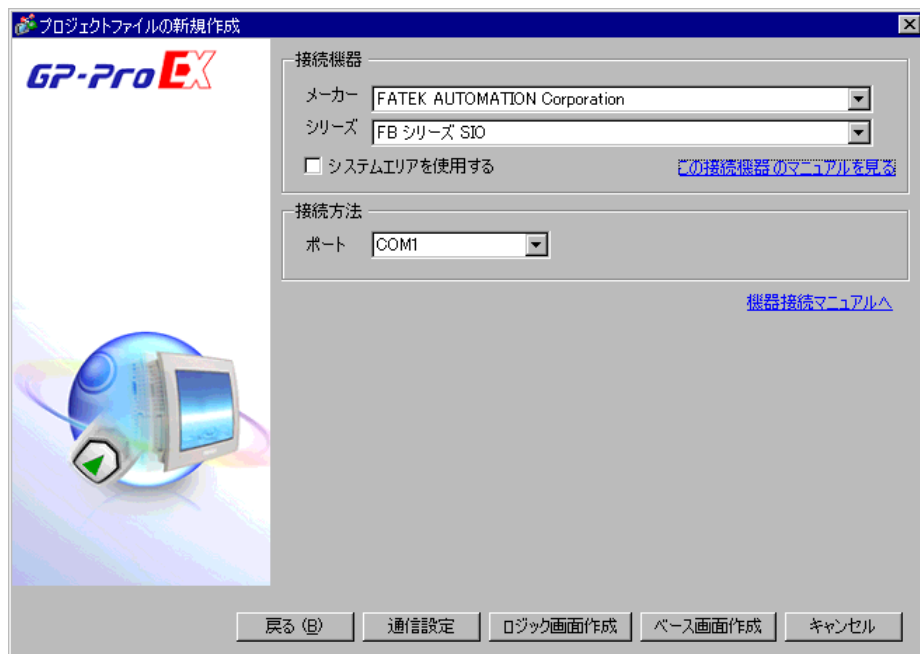 プロジェクトファイルの新規作成
GP-Pro EX
接続機器
メーカー FATEK AUTOMATION Corporation
シリーズ FB シリーズ SIO
システムエリアを使用する この接続機器のマニュアルを見る
接続方法
ポート COM1
機器接続マニュアルへ
戻る (B) 通信設定 ロジック画面作成 ベース画面作成 キャンセル